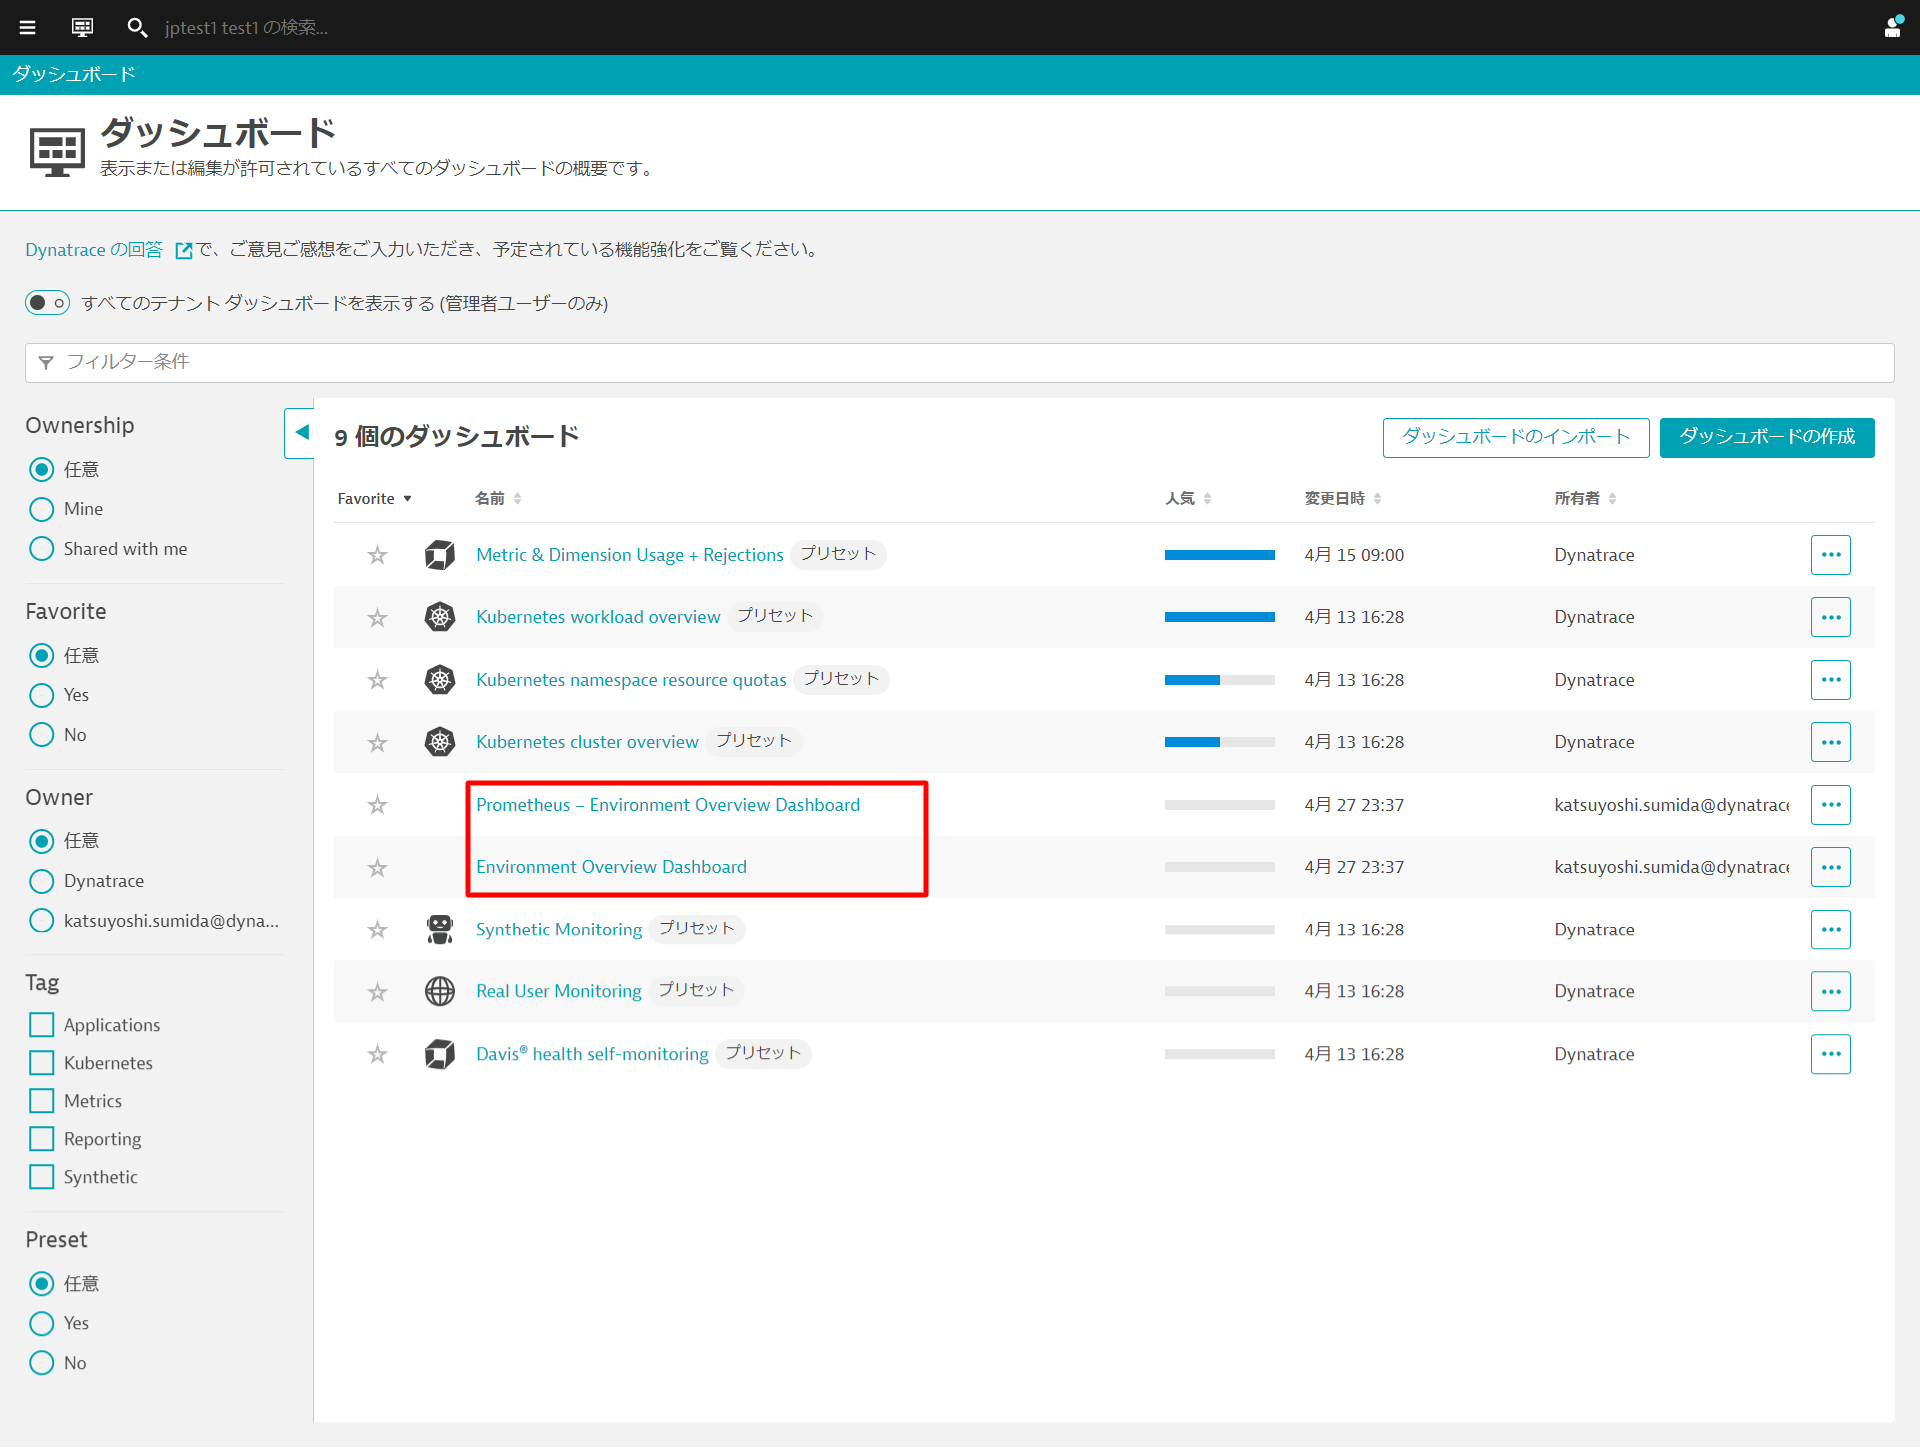 jptest1 test1 の検索...
ダッシュボード
ダッシュボード
表示または編集が許可されているすべてのダッシュボードの概要です。
Dynatrace の回答 で、ご意見ご感想をご入力いただき、予定されている機能強化をご覧ください。
すべてのテナント ダッシュボードを表示する (管理者ユーザーのみ)
フィルター条件
Ownership
任意
Mine
Shared with me
Favorite
任意
Yes
No
Owner
任意
Dynatrace
katsuyoshi.sumida@dyna...
Tag
Applications
Kubernetes
Metrics
Reporting
Synthetic
Preset
任意
Yes
No
9 個のダッシュボード
ダッシュボードのインポート
ダッシュボードの作成
Favorite 名前 人気 変更日時 所有者
Metric & Dimension Usage + Rejections プリセット 4月 15 09:00 Dynatrace
Kubernetes workload overview プリセット 4月 13 16:28 Dynatrace
Kubernetes namespace resource quotas プリセット 4月 13 16:28 Dynatrace
Kubernetes cluster overview プリセット 4月 13 16:28 Dynatrace
Prometheus – Environment Overview Dashboard 4月 27 23:37 katsuyoshi.sumida@dynatrace
Environment Overview Dashboard 4月 27 23:37 katsuyoshi.sumida@dynatrace
Synthetic Monitoring プリセット 4月 13 16:28 Dynatrace
Real User Monitoring プリセット 4月 13 16:28 Dynatrace
Davis® health self-monitoring プリセット 4月 13 16:28 Dynatrace